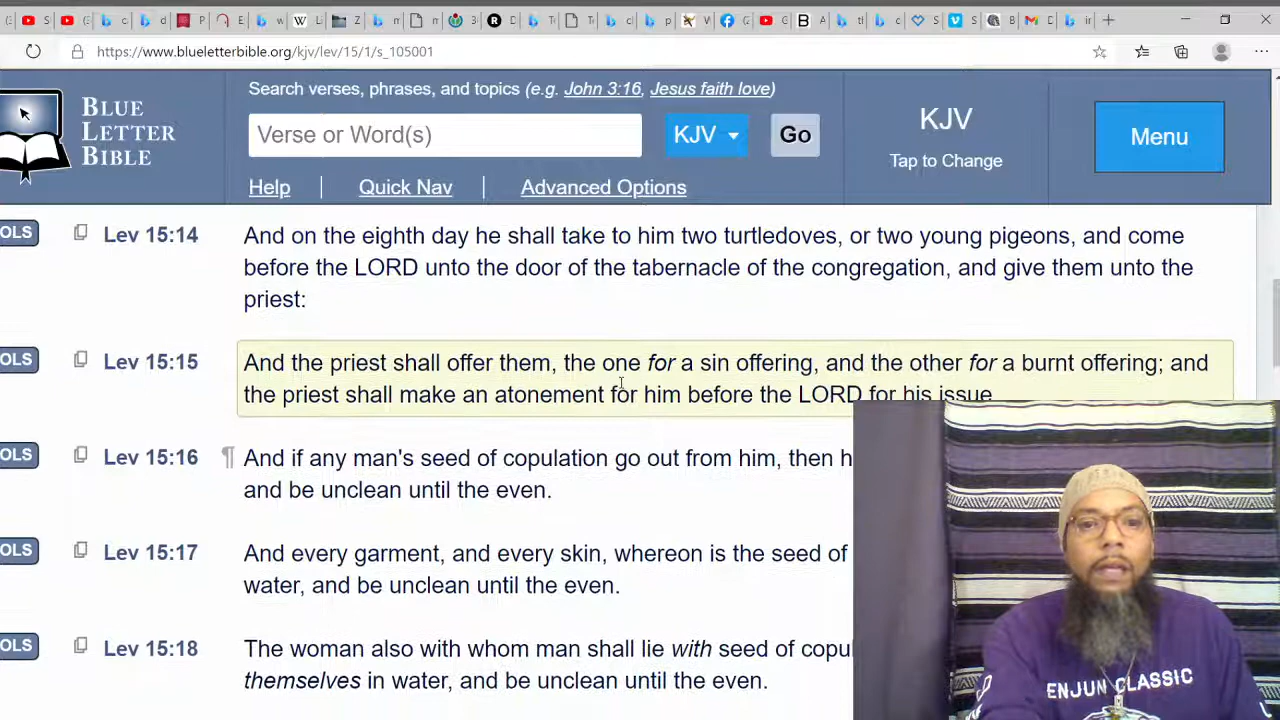 https://www.blueletterbible.org/kjv/lev/15/1/s_105001
BLUE
LETTER
BIBLE
Search verses, phrases, and topics (e.g. John 3:16, Jesus faith love)
Verse or Word(s)
KJV
Go
Help | Quick Nav | Advanced Options
KJV
Tap to Change
Menu
OLS
Lev 15:14
And on the eighth day he shall take to him two turtledoves, or two young pigeons, and come
before the LORD unto the door of the tabernacle of the congregation, and give them unto the
priest:
OLS
Lev 15:15
And the priest shall offer them, the one for a sin offering, and the other for a burnt offering; and
the priest shall make an atonement for him before the LORD for his issue
OLS
Lev 15:16
¶ And if any man's seed of copulation go out from him, then h
and be unclean until the even.
OLS
Lev 15:17
And every garment, and every skin, whereon is the seed of
water, and be unclean until the even.
OLS
Lev 15:18
The woman also with whom man shall lie with seed of copu
themselves in water, and be unclean until the even.
ENJUN CLASSIC